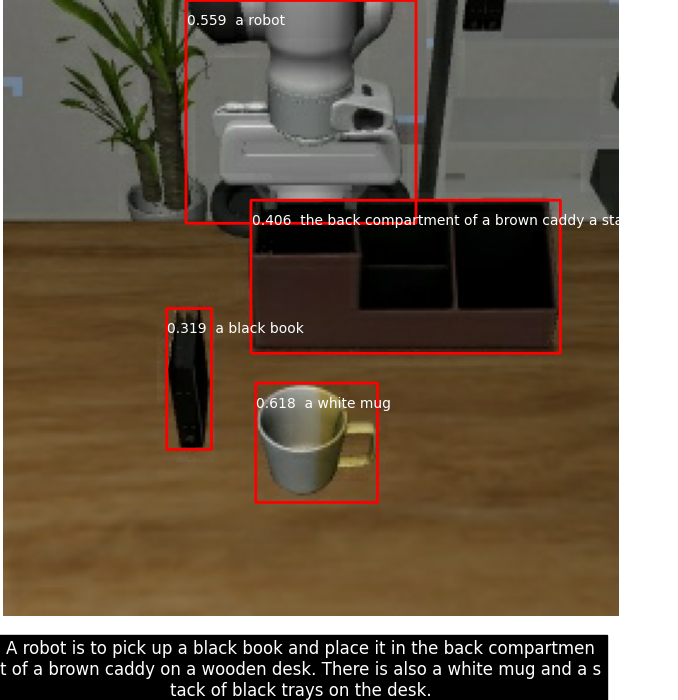 0.559 a robot
0.406 the back compartment of a brown caddy a sta
0.319 a black book
0.618 a white mug
A robot is to pick up a black book and place it in the back compartmen
t of a brown caddy on a wooden desk. There is also a white mug and a s
tack of black trays on the desk.